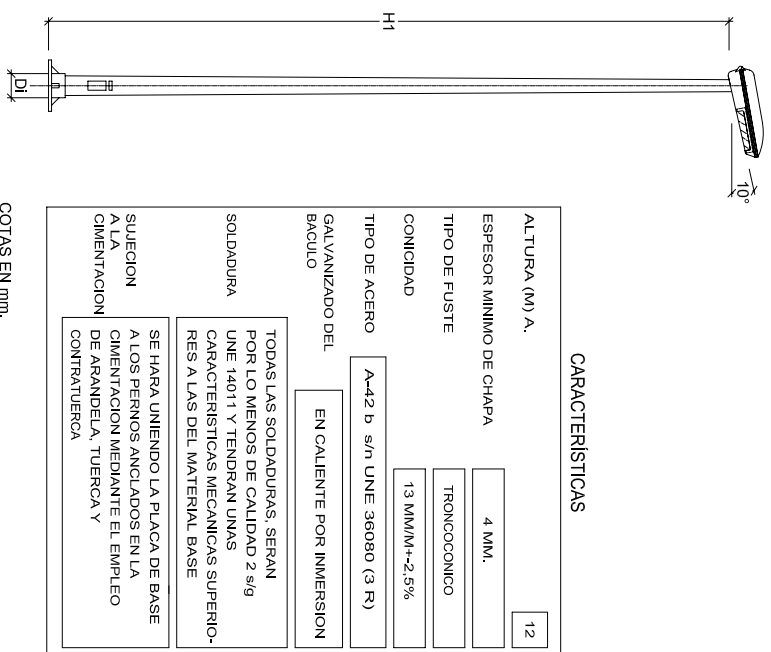 H1
Di
10°
COTAS EN mm.
CARACTERÍSTICAS
ALTURA (M) A.
12
ESPESOR MINIMO DE CHAPA
4 MM.
TIPO DE FUSTE
TRONCOCONICO
CONICIDAD
13 MM/M+-2,5%
TIPO DE ACERO
A-42 b s/n UNE 36080 (3 R)
GALVANIZADO DEL
BACULO
EN CALIENTE POR INMERSION
SOLDADURA
TODAS LAS SOLDADURAS, SERAN
POR LO MENOS DE CALIDAD 2 s/g
UNE 14011 Y TENDRAN UNAS
CARACTERISTICAS MECANICAS SUPERIO-
RES A LAS DEL MATERIAL BASE
SUJECION
A LA
CIMENTACION
SE HARA UNIENDO LA PLACA DE BASE
A LOS PERNOS ANCLADOS EN LA
CIMENTACION MEDIANTE EL EMPLEO
DE ARANDELA, TUERCA Y
CONTRATUERCA